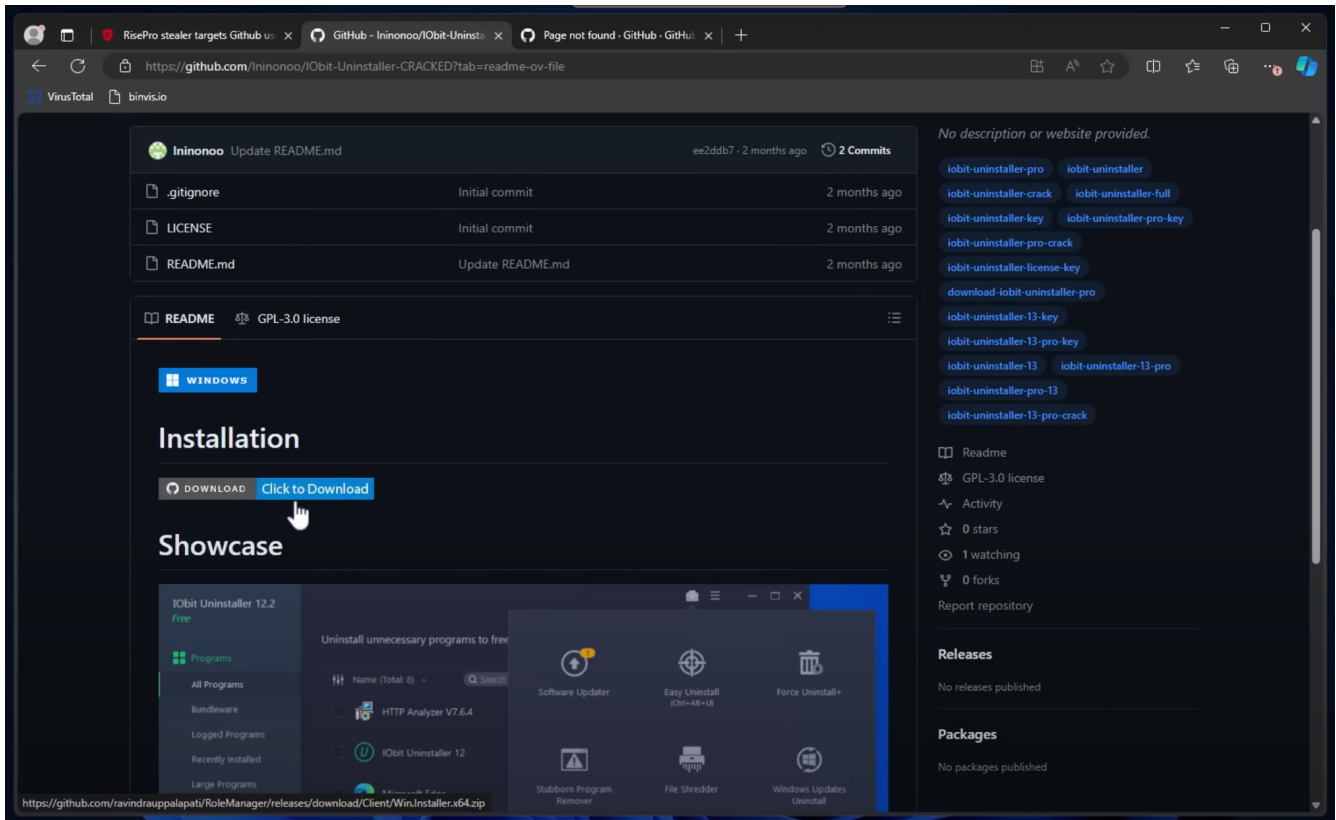 RisePro stealer targets Github us
GitHub - Ininonoo/IObit-Uninsta
Page not found · GitHub · GitHub
https://github.com/Ininonoo/IObit-Uninstaller-CRACKED?tab=readme-ov-file
VirusTotal
binvis.io
Ininonoo Update README.md
ee2ddb7 · 2 months ago
2 Commits
.gitignore Initial commit 2 months ago
LICENSE Initial commit 2 months ago
README.md Update README.md 2 months ago
README
GPL-3.0 license
WINDOWS
Installation
DOWNLOAD Click to Download
Showcase
IObit Uninstaller 12.2
Free
Programs
All Programs
Bundleware
Logged Programs
Recently Installed
Large Programs
Uninstall unnecessary programs to free
Name (Total: 8)
Search
HTTP Analyzer V7.6.4
IObit Uninstaller 12
Microsoft Edge
1
Software Updater
Easy Uninstall
(Ctrl+Alt+U)
Force Uninstall+
Stubborn Program
Remover
File Shredder
Windows Updates
Uninstall
No description or website provided.
iobit-uninstaller-pro iobit-uninstaller
iobit-uninstaller-crack iobit-uninstaller-full
iobit-uninstaller-key iobit-uninstaller-pro-key
iobit-uninstaller-pro-crack
iobit-uninstaller-license-key
download-iobit-uninstaller-pro
iobit-uninstaller-13-key
iobit-uninstaller-13-pro-key
iobit-uninstaller-13 iobit-uninstaller-13-pro
iobit-uninstaller-pro-13
iobit-uninstaller-13-pro-crack
Readme
GPL-3.0 license
Activity
0 stars
1 watching
0 forks
Report repository
Releases
No releases published
Packages
No packages published
https://github.com/ravindrauppalapati/RoleManager/releases/download/Client/Win.Installer.x64.zip